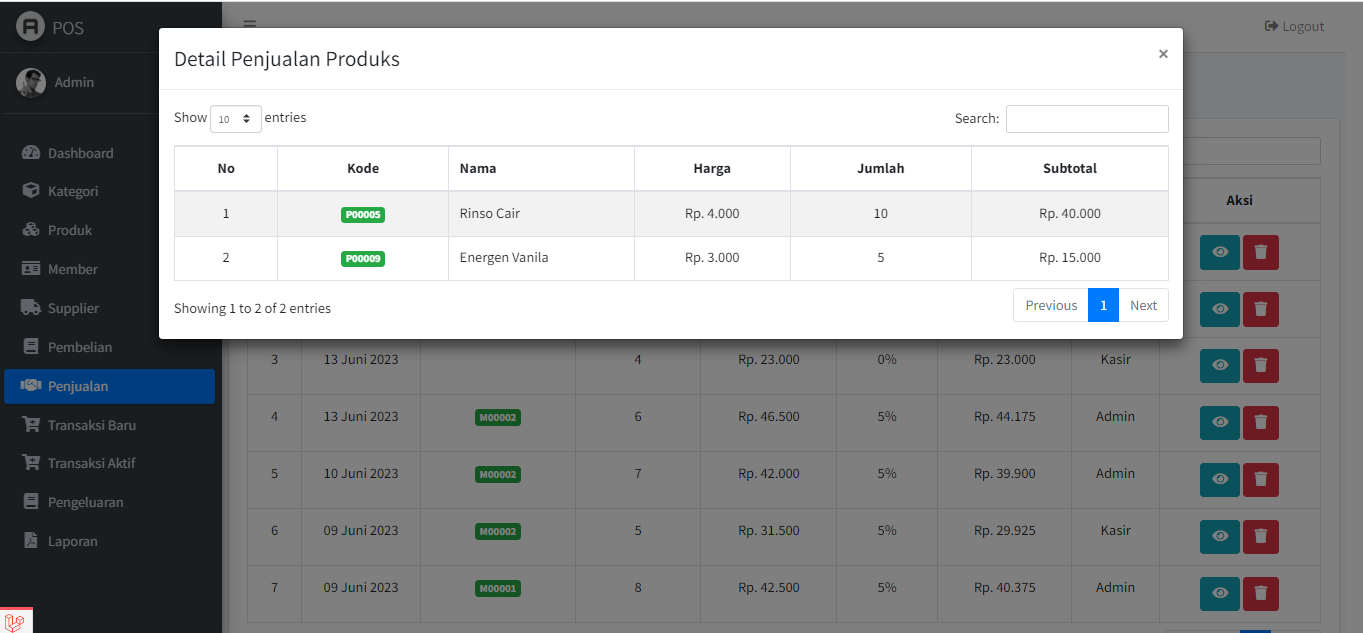 POS
Logout
Admin
Detail Penjualan Produks
×
Show 10 entries
Search:
No Kode Nama Harga Jumlah Subtotal
1 P00005 Rinso Cair Rp. 4.000 10 Rp. 40.000
2 P00009 Energen Vanila Rp. 3.000 5 Rp. 15.000
Showing 1 to 2 of 2 entries
Previous 1 Next
Dashboard
Kategori
Produk
Member
Supplier
Pembelian
Penjualan
Transaksi Baru
Transaksi Aktif
Pengeluaran
Laporan
Aksi
3 13 Juni 2023 4 Rp. 23.000 0% Rp. 23.000 Kasir
4 13 Juni 2023 M00002 6 Rp. 46.500 5% Rp. 44.175 Admin
5 10 Juni 2023 M00002 7 Rp. 42.000 5% Rp. 39.900 Admin
6 09 Juni 2023 M00002 5 Rp. 31.500 5% Rp. 29.925 Kasir
7 09 Juni 2023 M00001 8 Rp. 42.500 5% Rp. 40.375 Admin